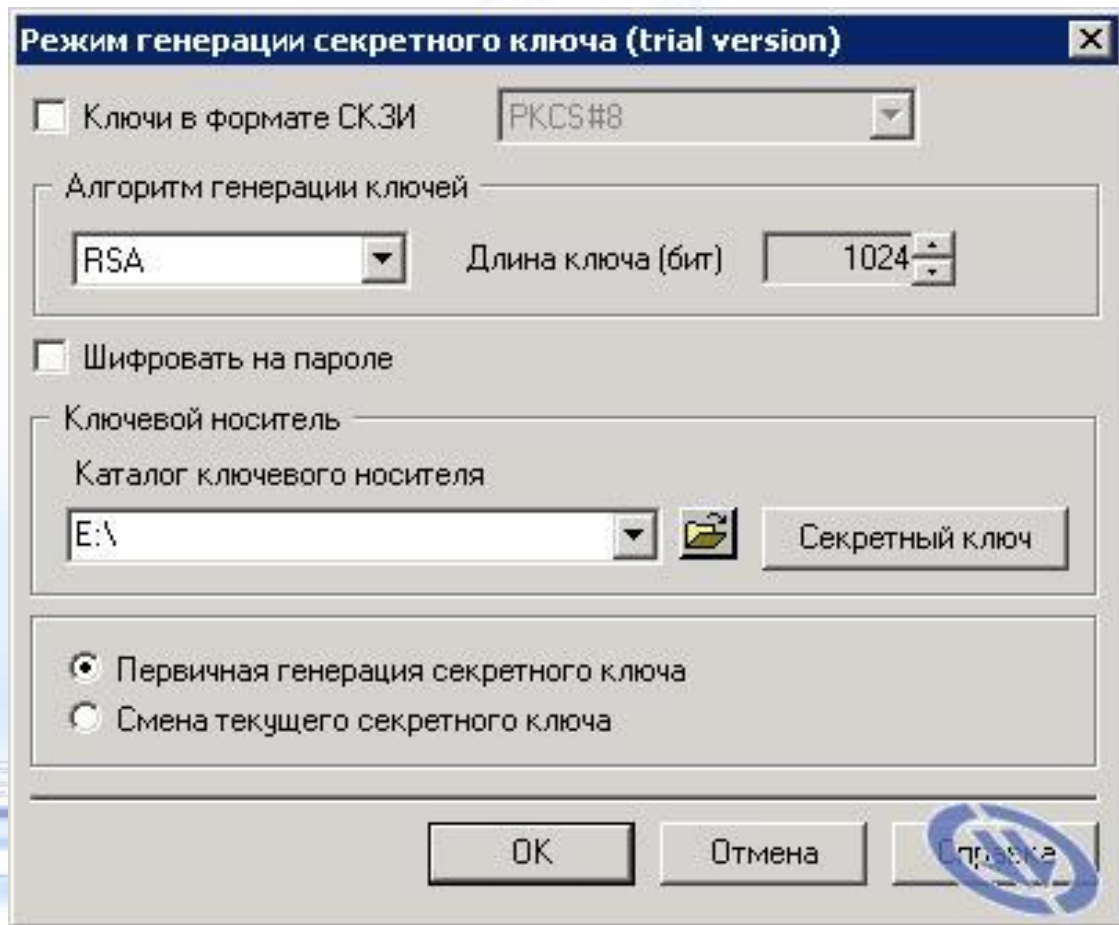 Режим генерации секретного ключа (trial version)
Ключи в формате СКЗИ PKCS#8
Алгоритм генерации ключей
RSA Длина ключа (бит) 1024
Шифровать на пароле
Ключевой носитель
Каталог ключевого носителя
E:\ Секретный ключ
Первичная генерация секретного ключа
Смена текущего секретного ключа
OK Отмена Справка